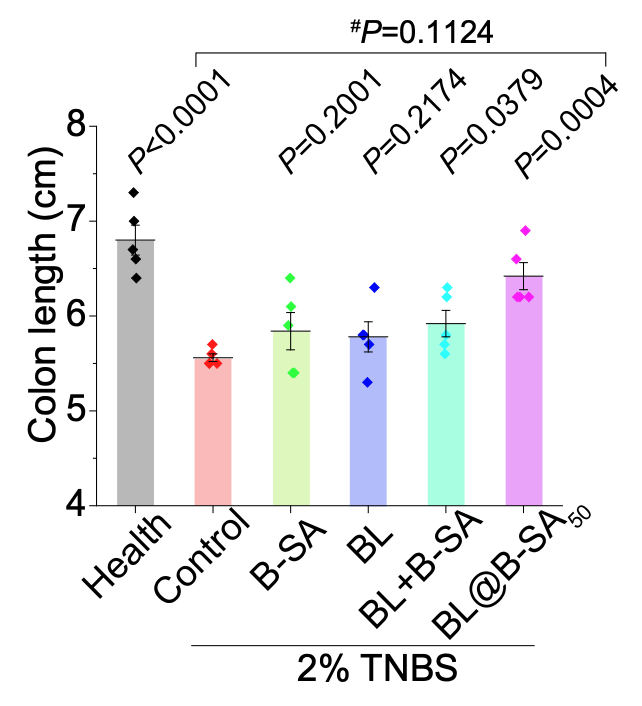 #P=0.1124
P<0.0001
P=0.2001
P=0.2174
P=0.0379
P=0.0004
Colon length (cm)
8
7
6
5
4
Health
Control
B-SA
BL
BL+B-SA
BL@B-SA50
2% TNBS